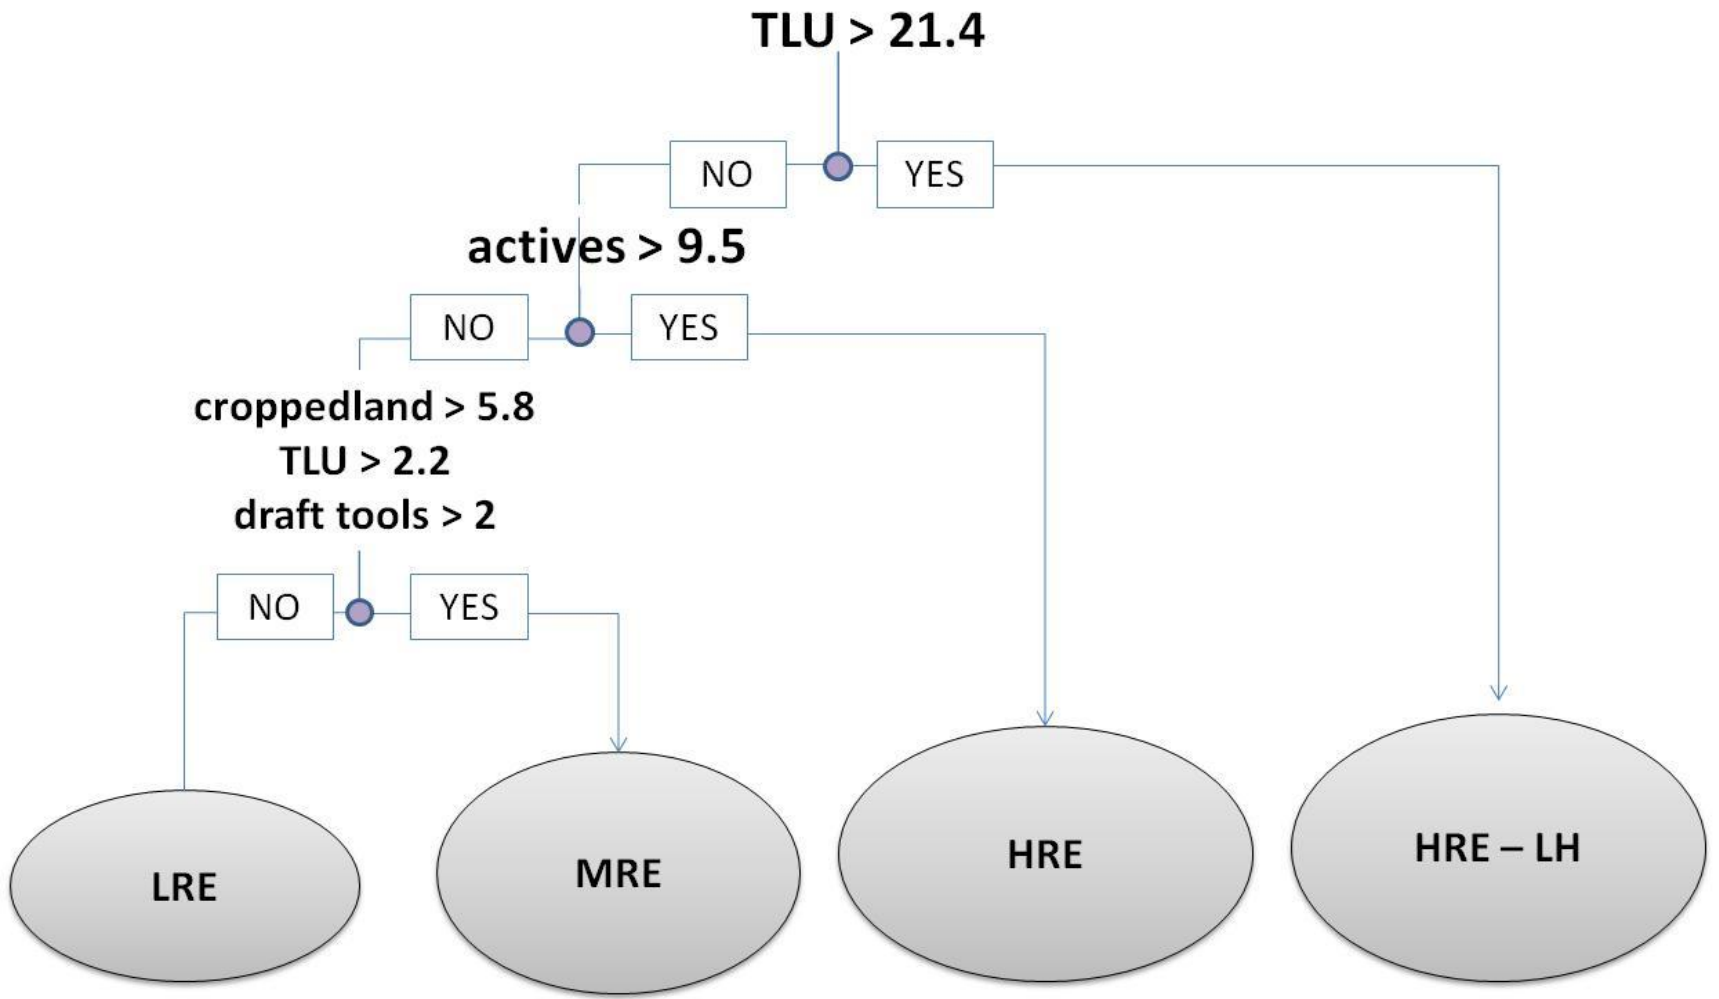 TLU > 21.4
NO
YES
actives > 9.5
NO
YES
croppedland > 5.8
TLU > 2.2
draft tools > 2
NO
YES
LRE
MRE
HRE
HRE – LH